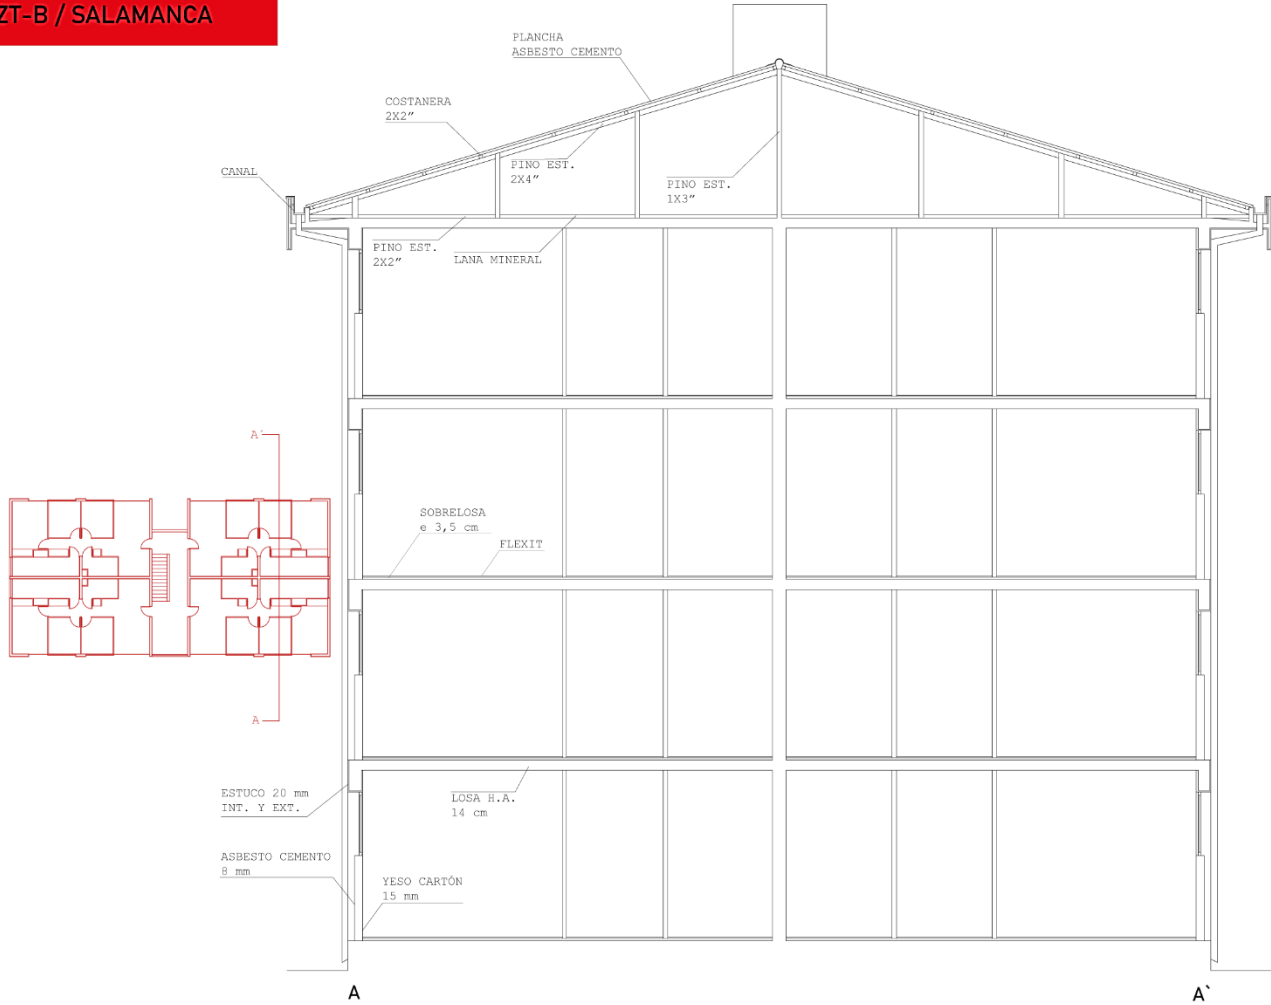 ZT-B / SALAMANCA
PLANCHA
ASBESTO CEMENTO
COSTANERA
2X2"
PINO EST.
2X4"
CANAL
PINO EST.
1X3"
PINO EST.
2X2"
LANA MINERAL
A`
SOBRELOSA
e 3,5 cm
FLEXIT
A
ESTUCO 20 mm
INT. Y EXT.
LOSA H.A.
14 cm
ASBESTO CEMENTO
8 mm
YESO CARTÓN
15 mm
A
A`